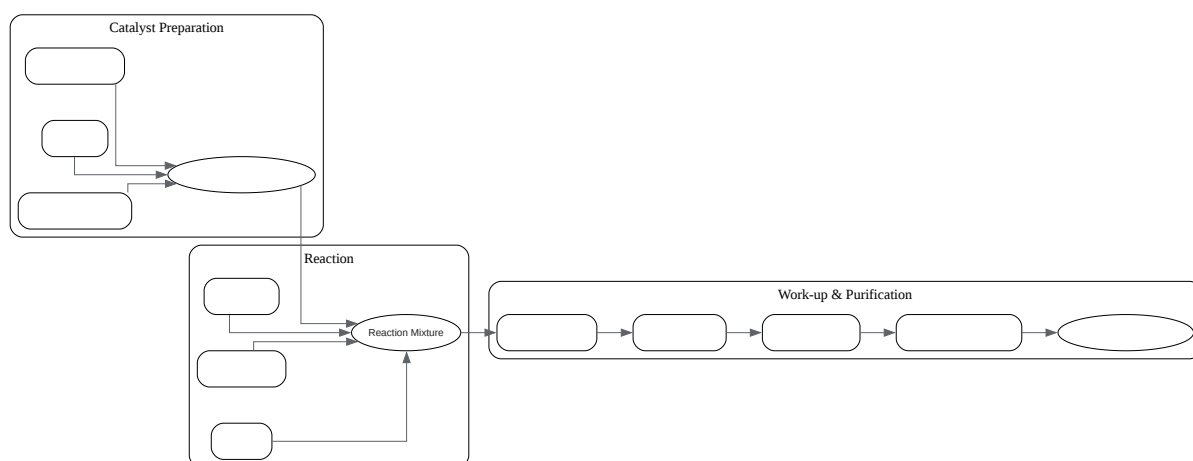 Catalyst Preparation
Reaction
Reaction Mixture
Work-up & Purification